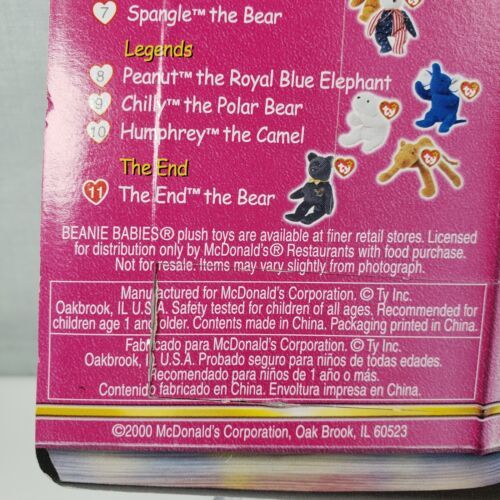 7 Spangle™ the Bear
Legends
8 Peanut™ the Royal Blue Elephant
9 Chilly™ the Polar Bear
10 Humphrey™ the Camel
The End
11 The End™ the Bear
BEANIE BABIES® plush toys are available at finer retail stores. Licensed
for distribution only by McDonald's® Restaurants with food purchase.
Not for resale. Items may vary slightly from photograph.
Manufactured for McDonald's Corporation. © Ty Inc.
Oakbrook, IL U.S.A. Safety tested for children of all ages. Recommended for
children age 1 and older. Contents made in China. Packaging printed in China.
Fabricado para McDonald's Corporation. © Ty Inc.
Oakbrook, IL U.S.A. Probado seguro para niños de todas edades.
Recomendado para niños de 1 año o más.
Contenido fabricado en China. Envoltura impresa en China.
©2000 McDonald's Corporation, Oak Brook, IL 60523